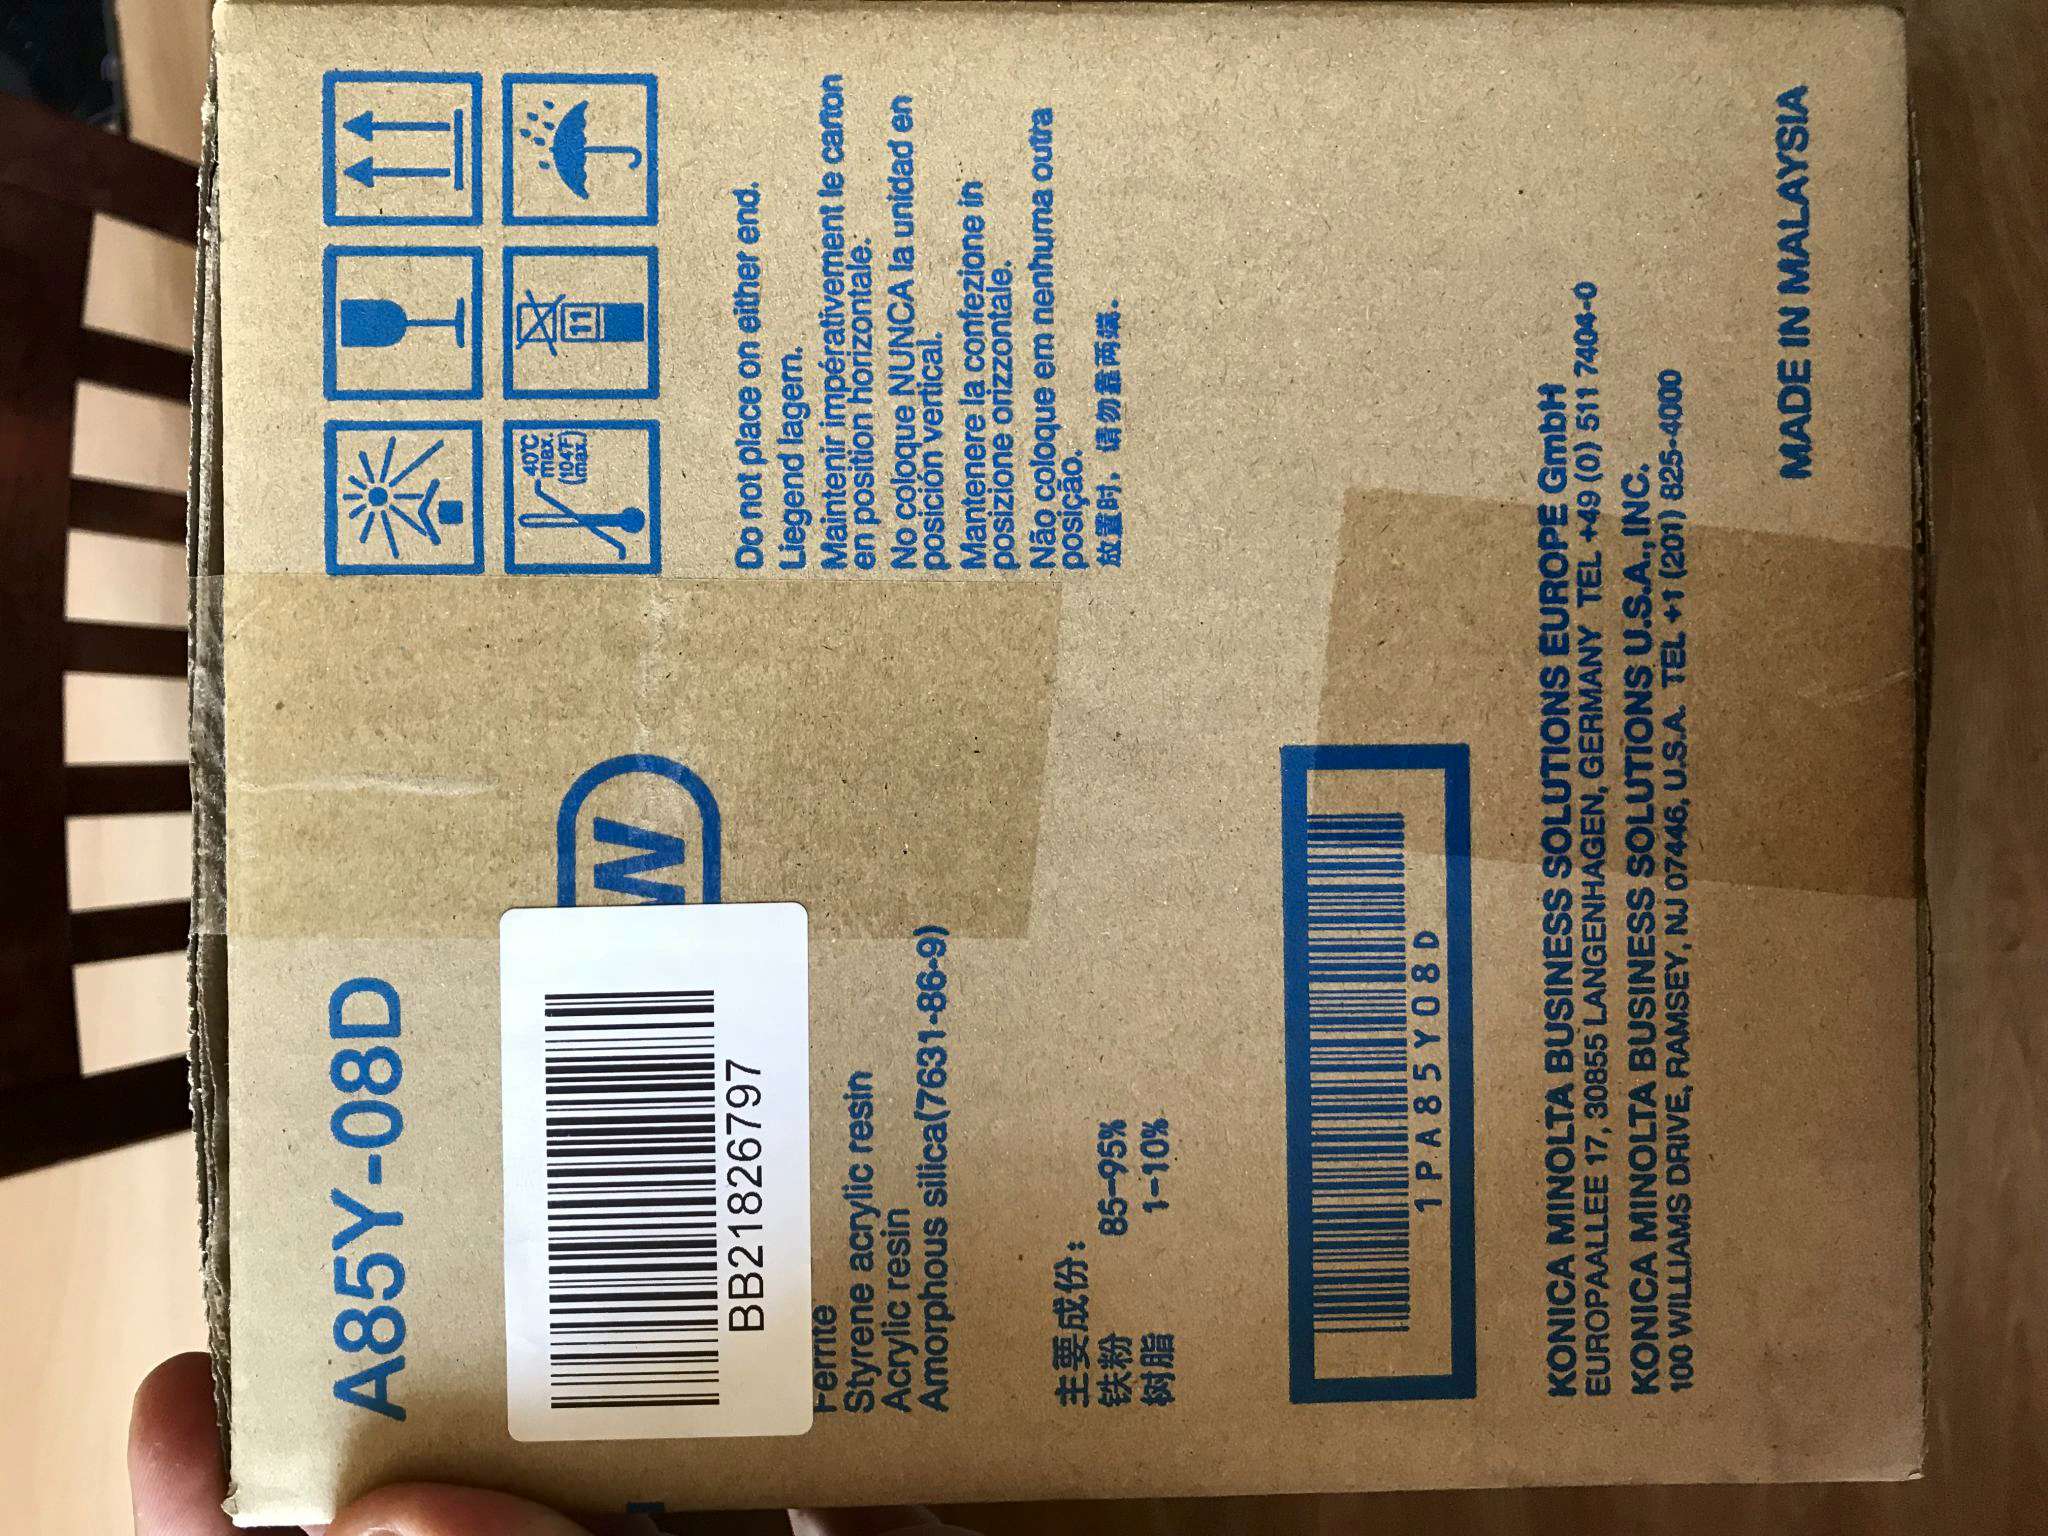 A85Y-08D
W
BB21826797
Ferrite
Styrene acrylic resin
Acrylic resin
Amorphous silica(7631-86-9)
主要成份：
铁粉 85-95%
树脂 1-10%
1PA85Y08D
40℃
max.
(104°F)
(max.)
11
Do not place on either end.
Liegend lagern.
Maintenir impérativement le carton
en position horizontale.
No coloque NUNCA la unidad en
posición vertical.
Mantenere la confezione in
posizione orizzontale.
Não coloque em nenhuma outra
posição.
放置时，请勿靠两端.
KONICA MINOLTA BUSINESS SOLUTIONS EUROPE GmbH
EUROPAALLEE 17, 30855 LANGENHAGEN, GERMANY TEL +49 (0) 511 7404-0
KONICA MINOLTA BUSINESS SOLUTIONS U.S.A., INC.
100 WILLIAMS DRIVE, RAMSEY, NJ 07446, U.S.A. TEL +1 (201) 825-4000
MADE IN MALAYSIA